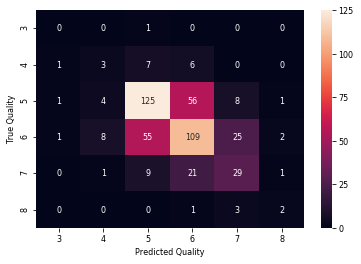 3 0 0 1 0 0 0
4 1 3 7 6 0 0
5 1 4 125 56 8 1
6 1 8 55 109 25 2
7 0 1 9 21 29 1
8 0 0 0 1 3 2
3 4 5 6 7 8
Predicted Quality
True Quality
125
100
75
50
25
0